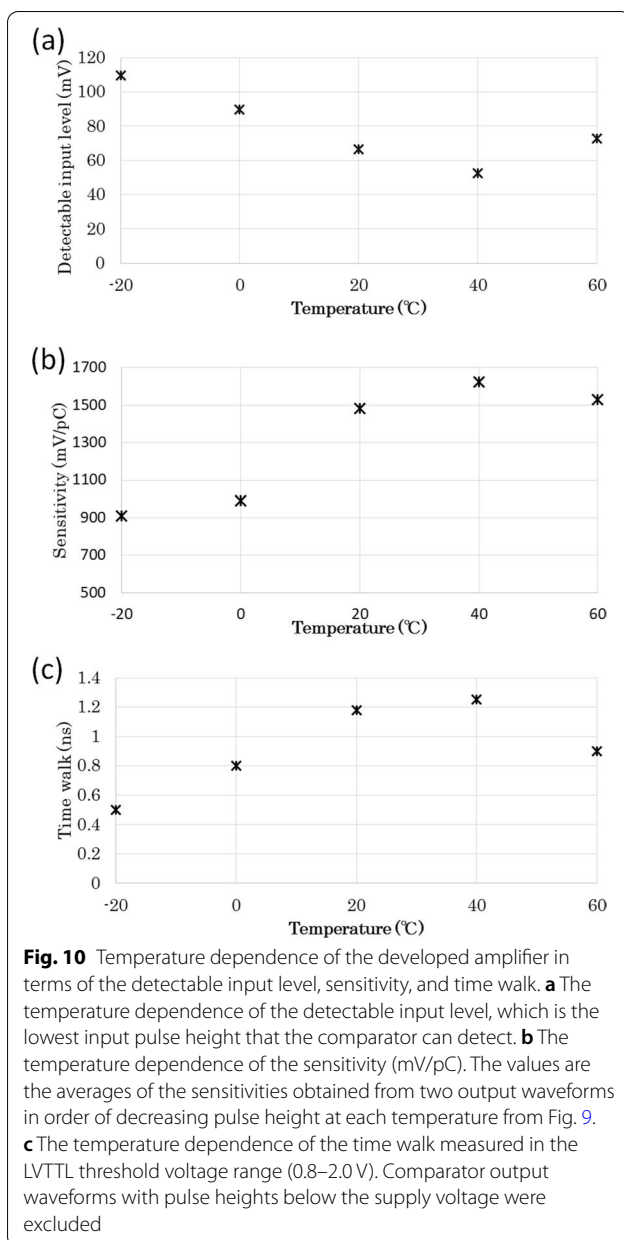 (a)
120
100
80
60
40
20
0
Detectable input level (mV)
-20 0 20 40 60
Temperature (℃)
(b)
1700
1500
1300
1100
900
700
500
Sensitivity (mV/pC)
-20 0 20 40 60
Temperature (℃)
(c)
1.4
1.2
1
0.8
0.6
0.4
0.2
0
Time walk (ns)
-20 0 20 40 60
Temperature (℃)
Fig. 10 Temperature dependence of the developed amplifier in
terms of the detectable input level, sensitivity, and time walk. a The
temperature dependence of the detectable input level, which is the
lowest input pulse height that the comparator can detect. b The
temperature dependence of the sensitivity (mV/pC). The values are
the averages of the sensitivities obtained from two output waveforms
in order of decreasing pulse height at each temperature from Fig. 9.
c The temperature dependence of the time walk measured in the
LVTTL threshold voltage range (0.8–2.0 V). Comparator output
waveforms with pulse heights below the supply voltage were
excluded